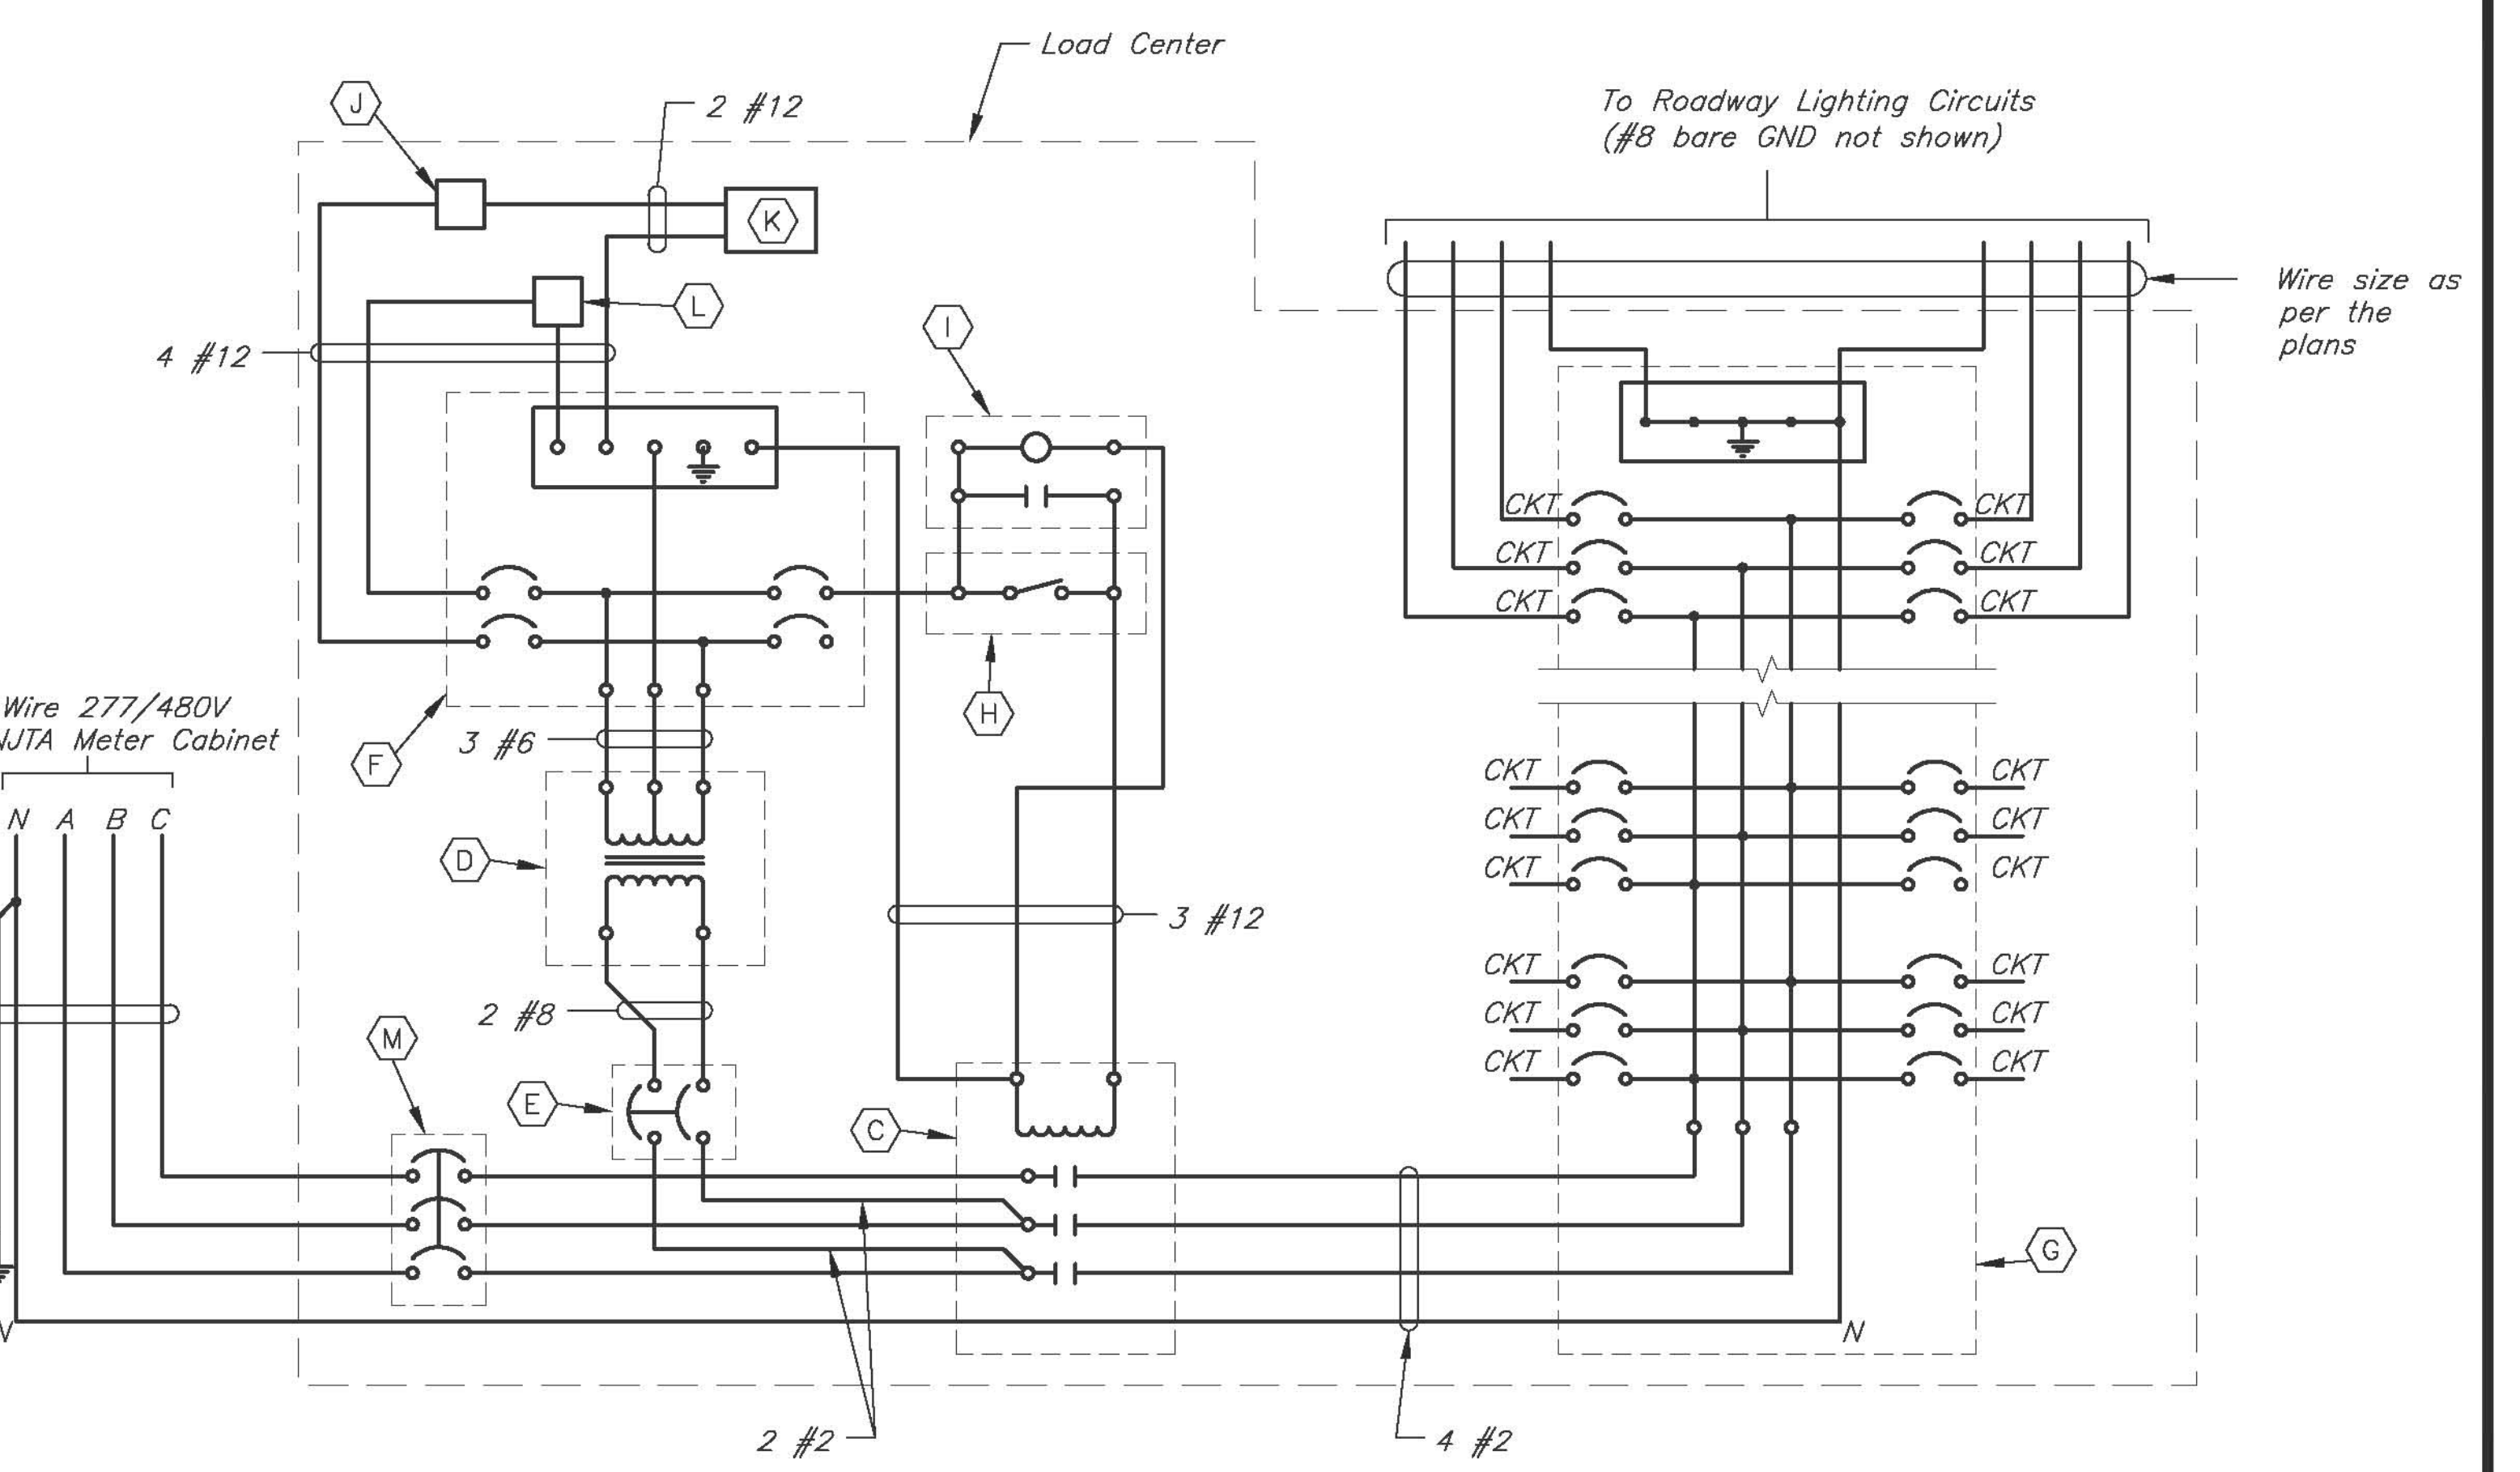 Load Center
J
2 #12
To Roadway Lighting Circuits
(#8 bare GND not shown)
K
L
I
Wire size as
per the
plans
4 #12
CKT
CKT
CKT
CKT
CKT
CKT
H
Wire 277/480V
NJTA Meter Cabinet
3 #6
F
N A B C
CKT
CKT
CKT
CKT
CKT
CKT
D
3 #12
2 #8
M
E
C
CKT
CKT
CKT
CKT
CKT
CKT
G
N
2 #2
4 #2